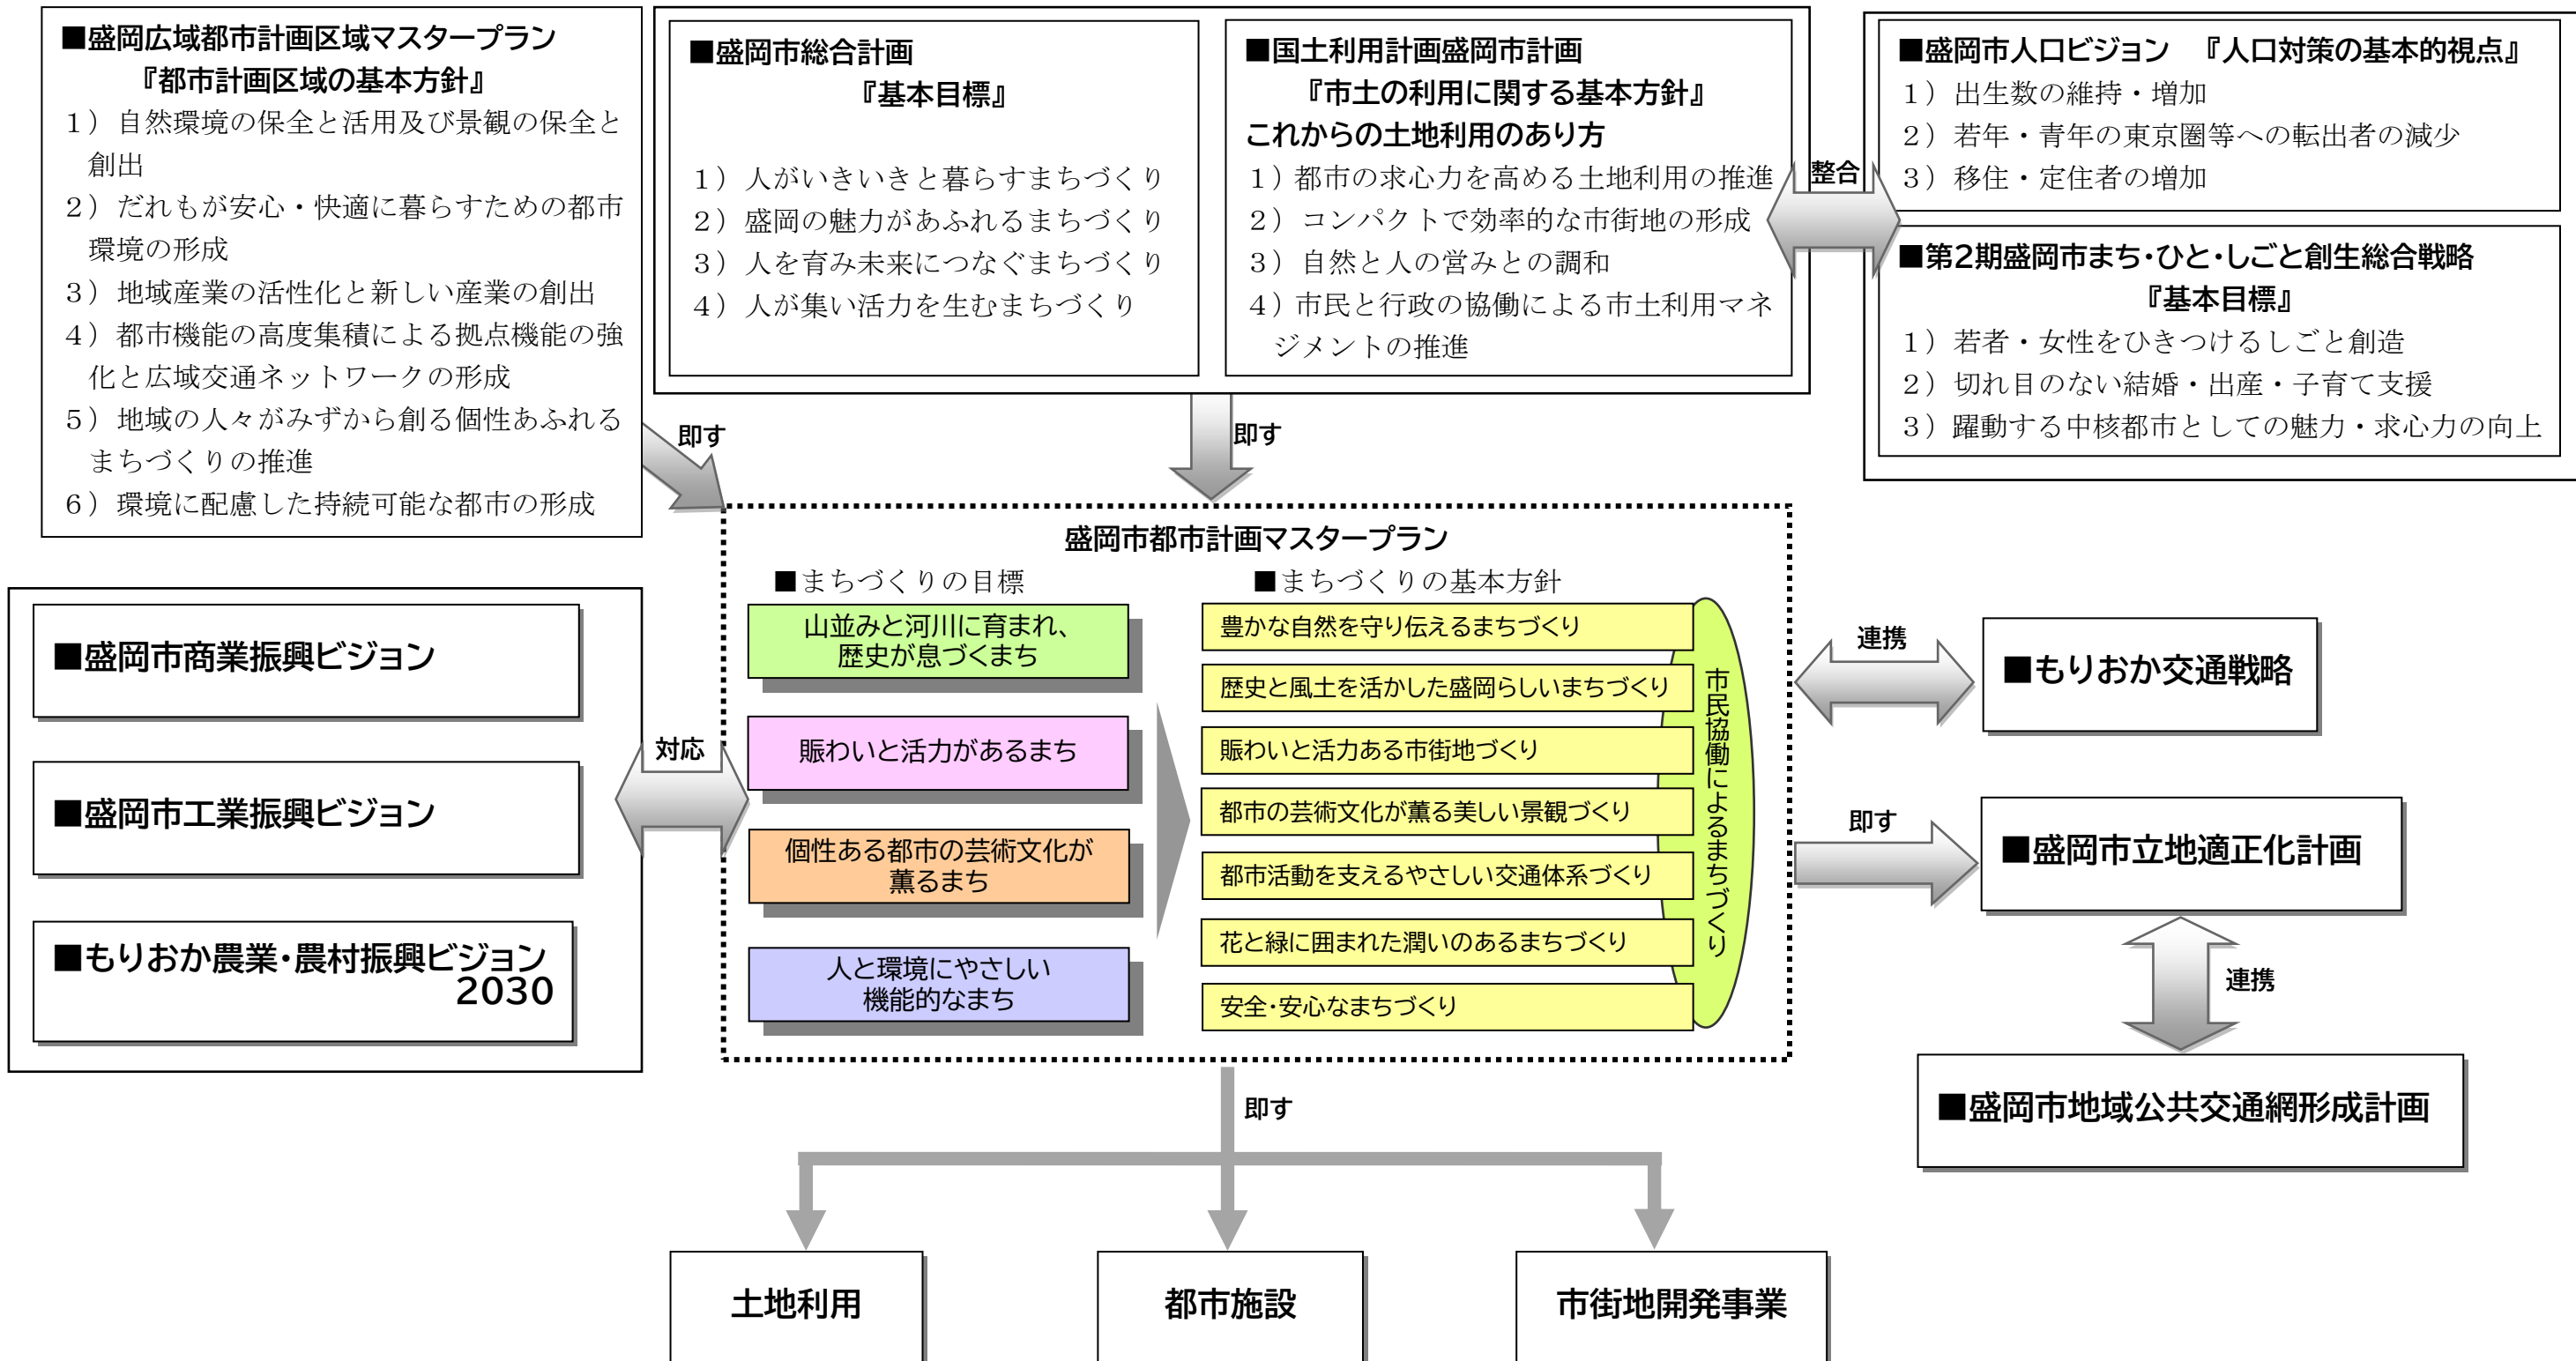 ■盛岡広域都市計画区域マスタープラン
『都市計画区域の基本方針』
1）自然環境の保全と活用及び景観の保全と
創出
2）だれもが安心・快適に暮らすための都市
環境の形成
3）地域産業の活性化と新しい産業の創出
4）都市機能の高度集積による拠点機能の強
化と広域交通ネットワークの形成
5）地域の人々がみずから創る個性あふれる
まちづくりの推進
6）環境に配慮した持続可能な都市の形成
■盛岡市総合計画
『基本目標』
1）人がいきいきと暮らすまちづくり
2）盛岡の魅力があふれるまちづくり
3）人を育み未来につなぐまちづくり
4）人が集い活力を生むまちづくり
■国土利用計画盛岡市計画
『市土の利用に関する基本方針』
これからの土地利用のあり方
1）都市の求心力を高める土地利用の推進
2）コンパクトで効率的な市街地の形成
3）自然と人の営みとの調和
4）市民と行政の協働による市土利用マネ
ジメントの推進
整合
■盛岡市人口ビジョン　『人口対策の基本的視点』
1）出生数の維持・増加
2）若年・青年の東京圏等への転出者の減少
3）移住・定住者の増加
■第2期盛岡市まち・ひと・しごと創生総合戦略
『基本目標』
1）若者・女性をひきつけるしごと創造
2）切れ目のない結婚・出産・子育て支援
3）躍動する中核都市としての魅力・求心力の向上
即す
即す
盛岡市都市計画マスタープラン
■まちづくりの目標
山並みと河川に育まれ、
歴史が息づくまち
賑わいと活力があるまち
個性ある都市の芸術文化が
薫るまち
人と環境にやさしい
機能的なまち
■まちづくりの基本方針
豊かな自然を守り伝えるまちづくり
歴史と風土を活かした盛岡らしいまちづくり
賑わいと活力ある市街地づくり
都市の芸術文化が薫る美しい景観づくり
都市活動を支えるやさしい交通体系づくり
花と緑に囲まれた潤いのあるまちづくり
安全・安心なまちづくり
市民協働によるまちづくり
■盛岡市商業振興ビジョン
■盛岡市工業振興ビジョン
■もりおか農業・農村振興ビジョン
2030
対応
連携
■もりおか交通戦略
即す
■盛岡市立地適正化計画
連携
■盛岡市地域公共交通網形成計画
即す
土地利用
都市施設
市街地開発事業